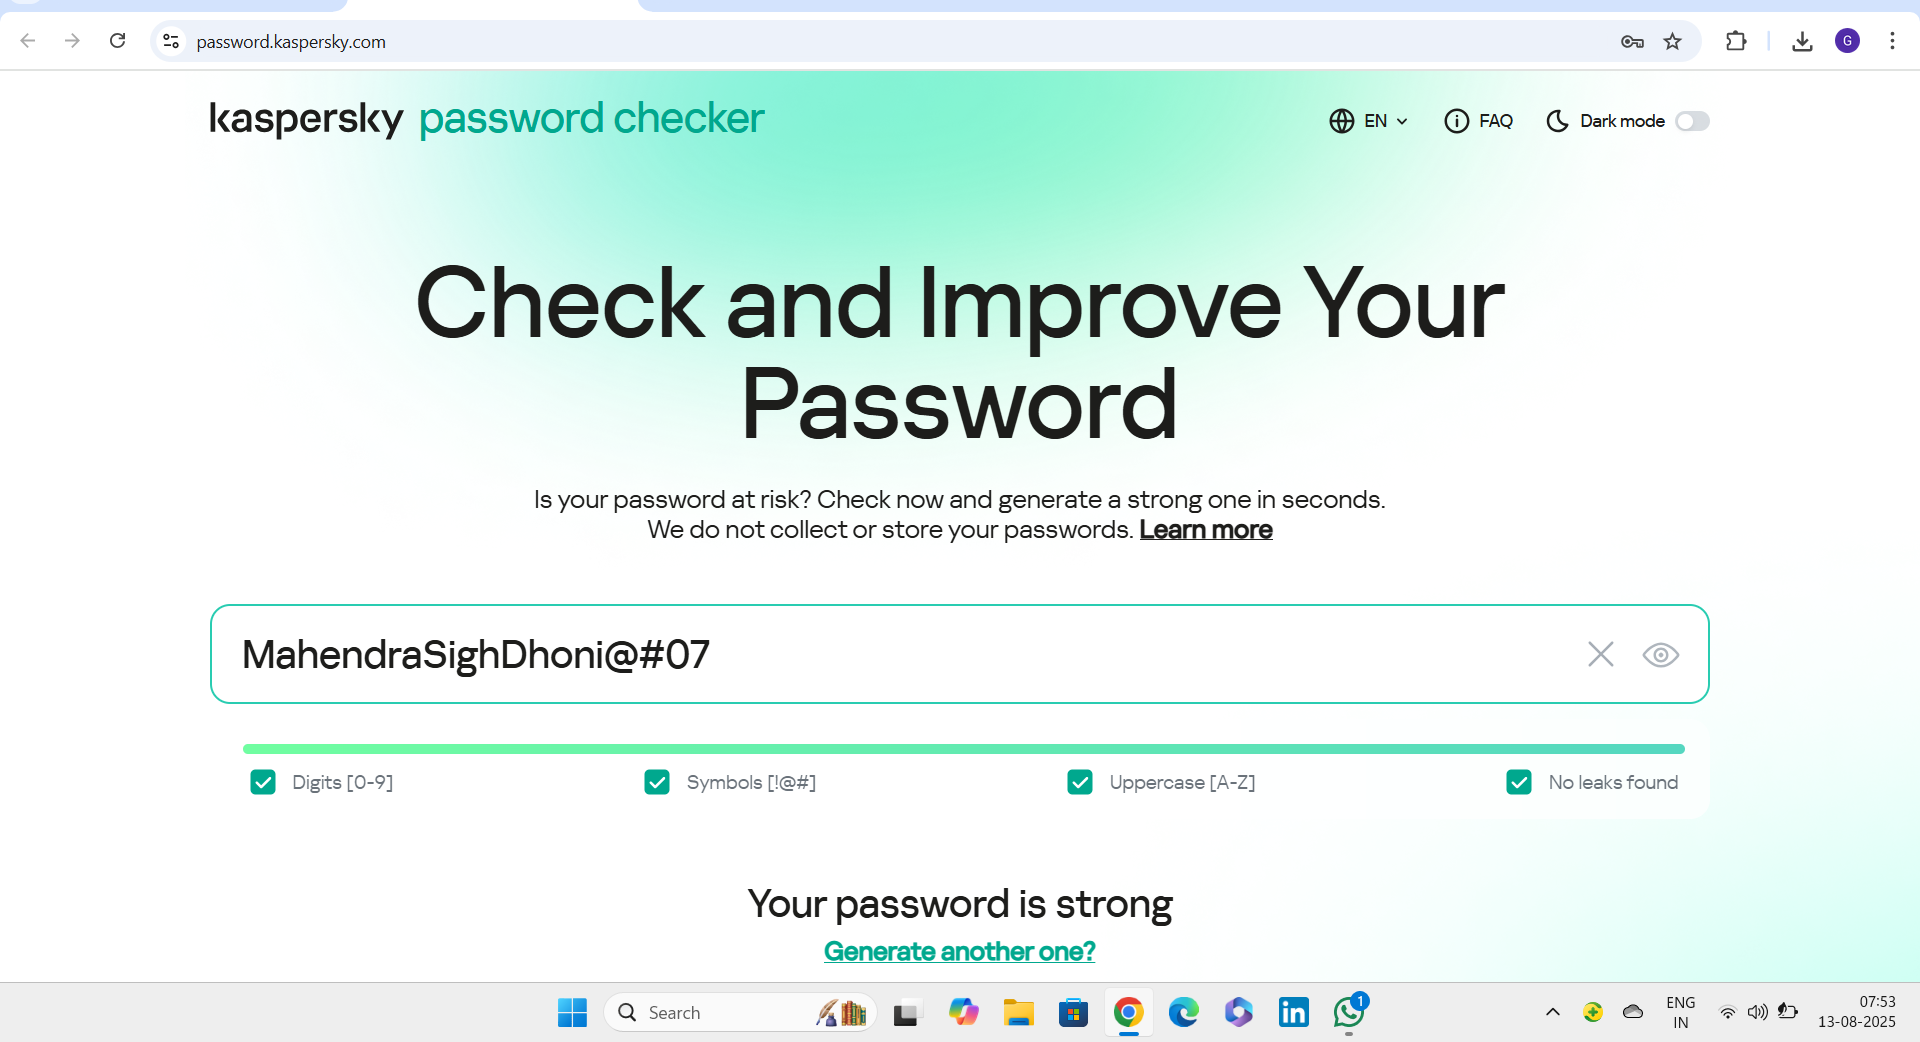 password.kaspersky.com
G
kaspersky password checker
EN
FAQ
Dark mode
Check and Improve Your
Password
Is your password at risk? Check now and generate a strong one in seconds.
We do not collect or store your passwords. Learn more
MahendraSighDhoni@#07
Digits [0-9]
Symbols [!@#]
Uppercase [A-Z]
No leaks found
Your password is strong
Generate another one?
Search
in
1
ENG
IN
07:53
13-08-2025